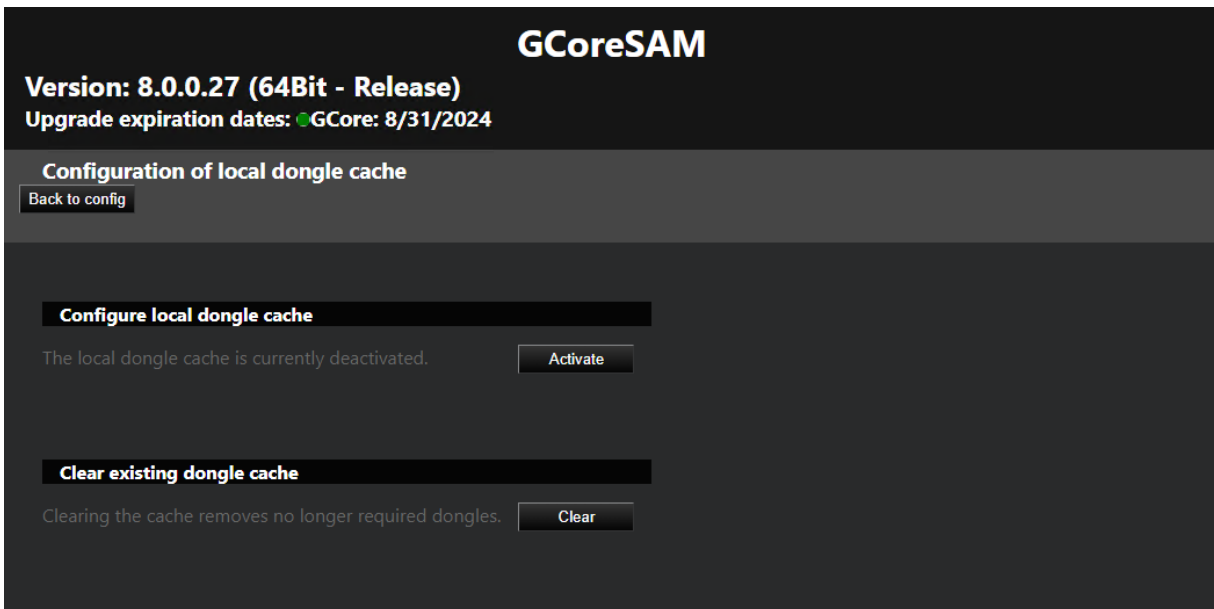 GCoreSAM
Version: 8.0.0.27 (64Bit - Release)
Upgrade expiration dates: GCore: 8/31/2024
Configuration of local dongle cache
Back to config
Configure local dongle cache
The local dongle cache is currently deactivated. Activate
Clear existing dongle cache
Clearing the cache removes no longer required dongles. Clear